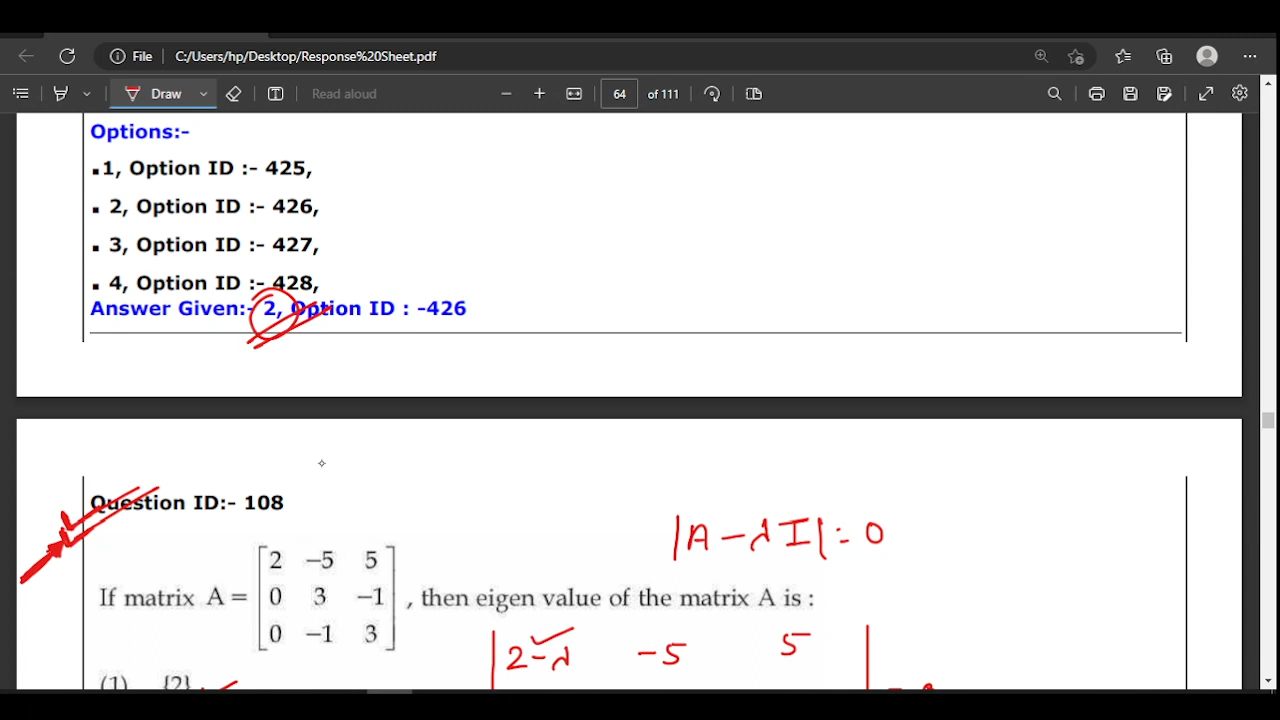 File C:/Users/hp/Desktop/Response%20Sheet.pdf
Draw Read aloud 64 of 111
Options:-
1, Option ID :- 425,
2, Option ID :- 426,
3, Option ID :- 427,
4, Option ID :- 428,
Answer Given:- 2, Option ID : -426
Question ID:- 108
|A - λI| = 0
2 −5 5
If matrix A = 0 3 −1 , then eigen value of the matrix A is :
0 −1 3
2-λ -5 5
(1) {2}